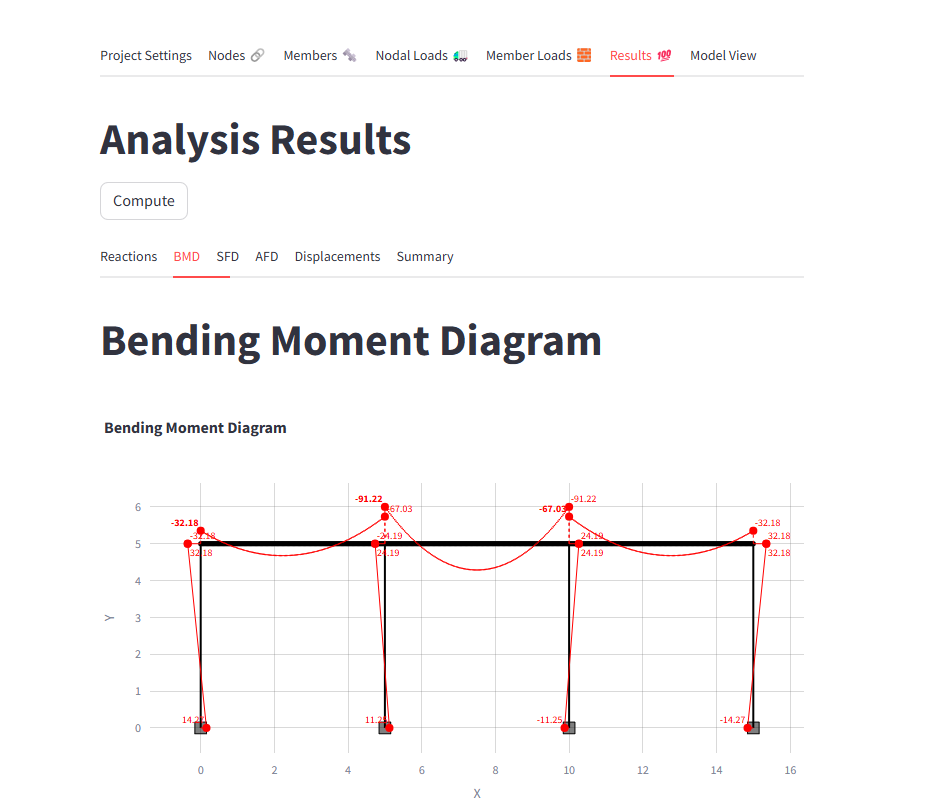 Project Settings Nodes 🔗 Members 🔩 Nodal Loads 🚛 Member Loads 🧱 Results 💯 Model View
Analysis Results
Compute
Reactions BMD SFD AFD Displacements Summary
Bending Moment Diagram
Bending Moment Diagram
-91.22 -91.22
6 -67.03 -67.03
-32.18 -32.18
-32.18 -24.19 24.19 32.18
5
32.18 24.19 24.19 32.18
4
3
Y
2
1
14.27 11.25 -11.25 -14.27
0
0 2 4 6 8 10 12 14 16
X